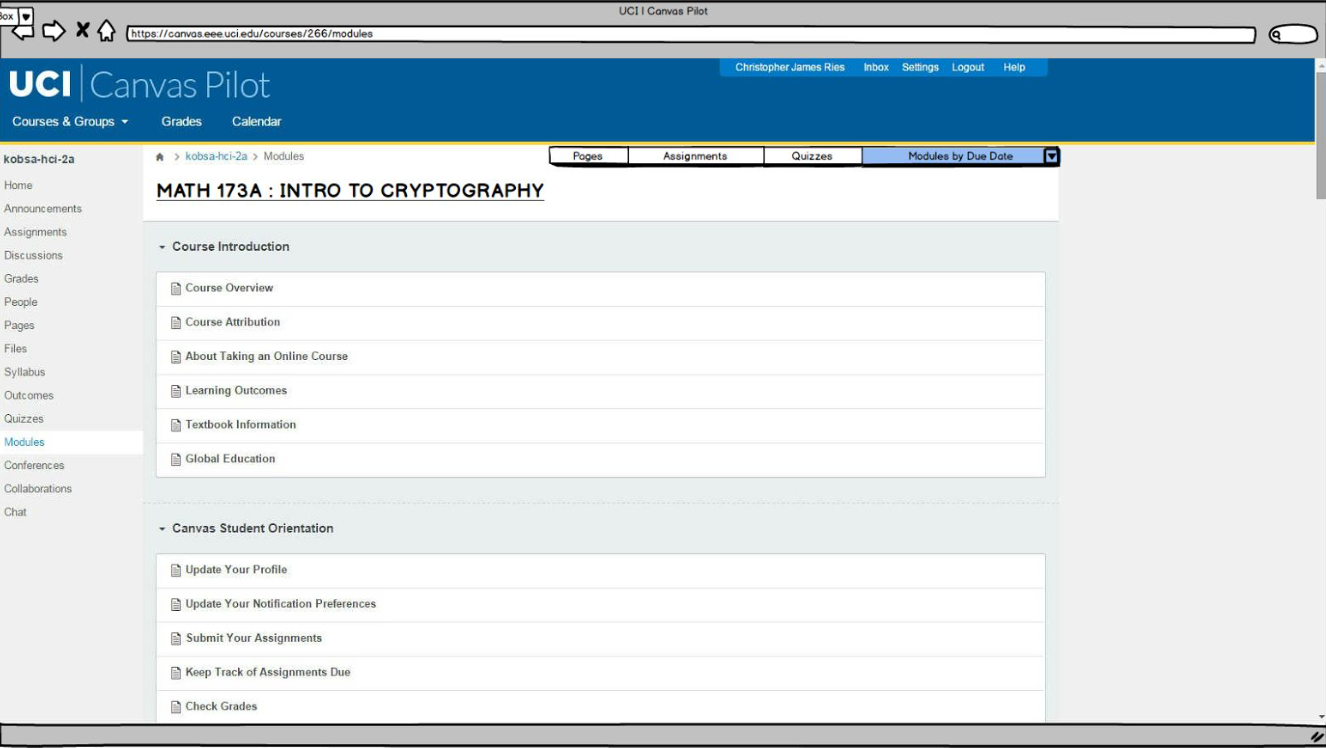 UCI I Canvas Pilot
Box
https://canvas.eee.uci.edu/courses/266/modules
UCI | Canvas Pilot
Christopher James Ries Inbox Settings Logout Help
Courses & Groups Grades Calendar
kobsa-hci-2a
Home
Announcements
Assignments
Discussions
Grades
People
Pages
Files
Syllabus
Outcomes
Quizzes
Modules
Conferences
Collaborations
Chat
> kobsa-hci-2a > Modules
Pages Assignments Quizzes Modules by Due Date
MATH 173A : INTRO TO CRYPTOGRAPHY
Course Introduction
Course Overview
Course Attribution
About Taking an Online Course
Learning Outcomes
Textbook Information
Global Education
Canvas Student Orientation
Update Your Profile
Update Your Notification Preferences
Submit Your Assignments
Keep Track of Assignments Due
Check Grades